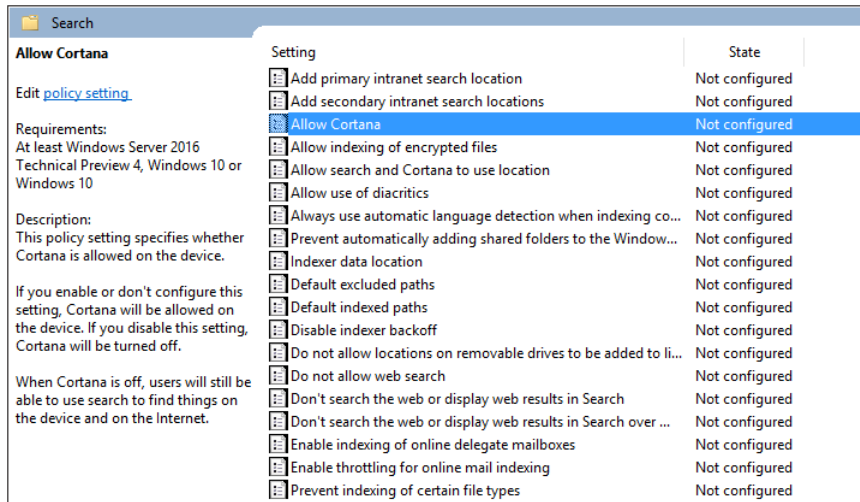 Search
Allow Cortana
Edit policy setting
Requirements:
At least Windows Server 2016
Technical Preview 4, Windows 10 or
Windows 10
Description:
This policy setting specifies whether
Cortana is allowed on the device.
If you enable or don't configure this
setting, Cortana will be allowed on
the device. If you disable this setting,
Cortana will be turned off.
When Cortana is off, users will still be
able to use search to find things on
the device and on the Internet.
Setting State
Add primary intranet search location Not configured
Add secondary intranet search locations Not configured
Allow Cortana Not configured
Allow indexing of encrypted files Not configured
Allow search and Cortana to use location Not configured
Allow use of diacritics Not configured
Always use automatic language detection when indexing co... Not configured
Prevent automatically adding shared folders to the Window... Not configured
Indexer data location Not configured
Default excluded paths Not configured
Default indexed paths Not configured
Disable indexer backoff Not configured
Do not allow locations on removable drives to be added to li... Not configured
Do not allow web search Not configured
Don't search the web or display web results in Search Not configured
Don't search the web or display web results in Search over ... Not configured
Enable indexing of online delegate mailboxes Not configured
Enable throttling for online mail indexing Not configured
Prevent indexing of certain file types Not configured